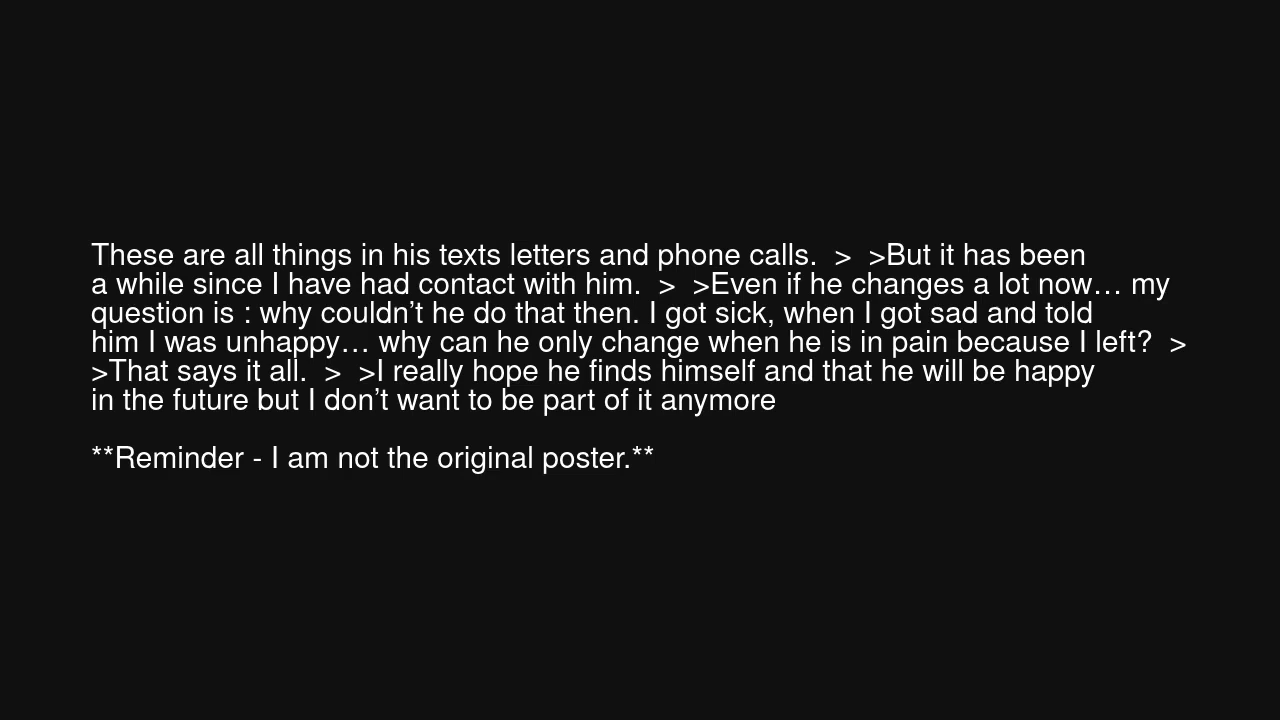 These are all things in his texts letters and phone calls.  >  >But it has been
a while since I have had contact with him.  >  >Even if he changes a lot now… my
question is : why couldn’t he do that then. I got sick, when I got sad and told
him I was unhappy… why can he only change when he is in pain because I left?  >
>That says it all.  >  >I really hope he finds himself and that he will be happy
in the future but I don’t want to be part of it anymore
**Reminder - I am not the original poster.**